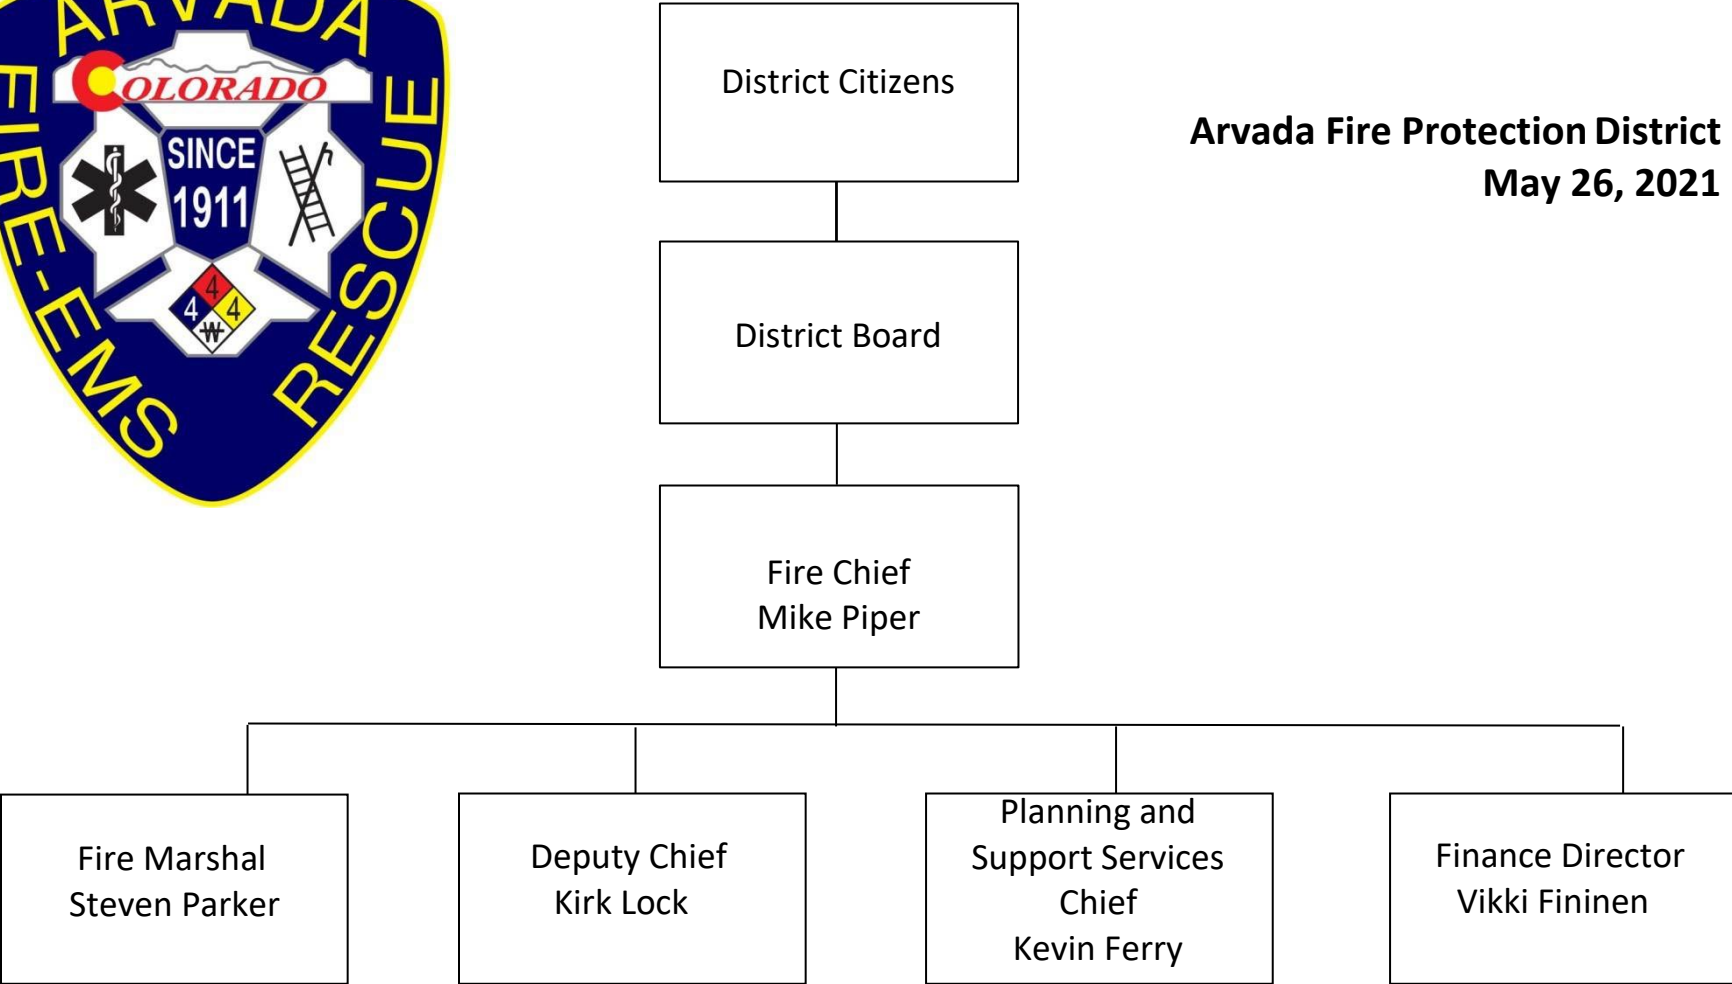 ARVADA
FIRE-EMS
RESCUE
COLORADO
SINCE
1911
4
4
4
W
District Citizens
Arvada Fire Protection District
May 26, 2021
District Board
Fire Chief
Mike Piper
Fire Marshal
Steven Parker
Deputy Chief
Kirk Lock
Planning and
Support Services
Chief
Kevin Ferry
Finance Director
Vikki Fininen